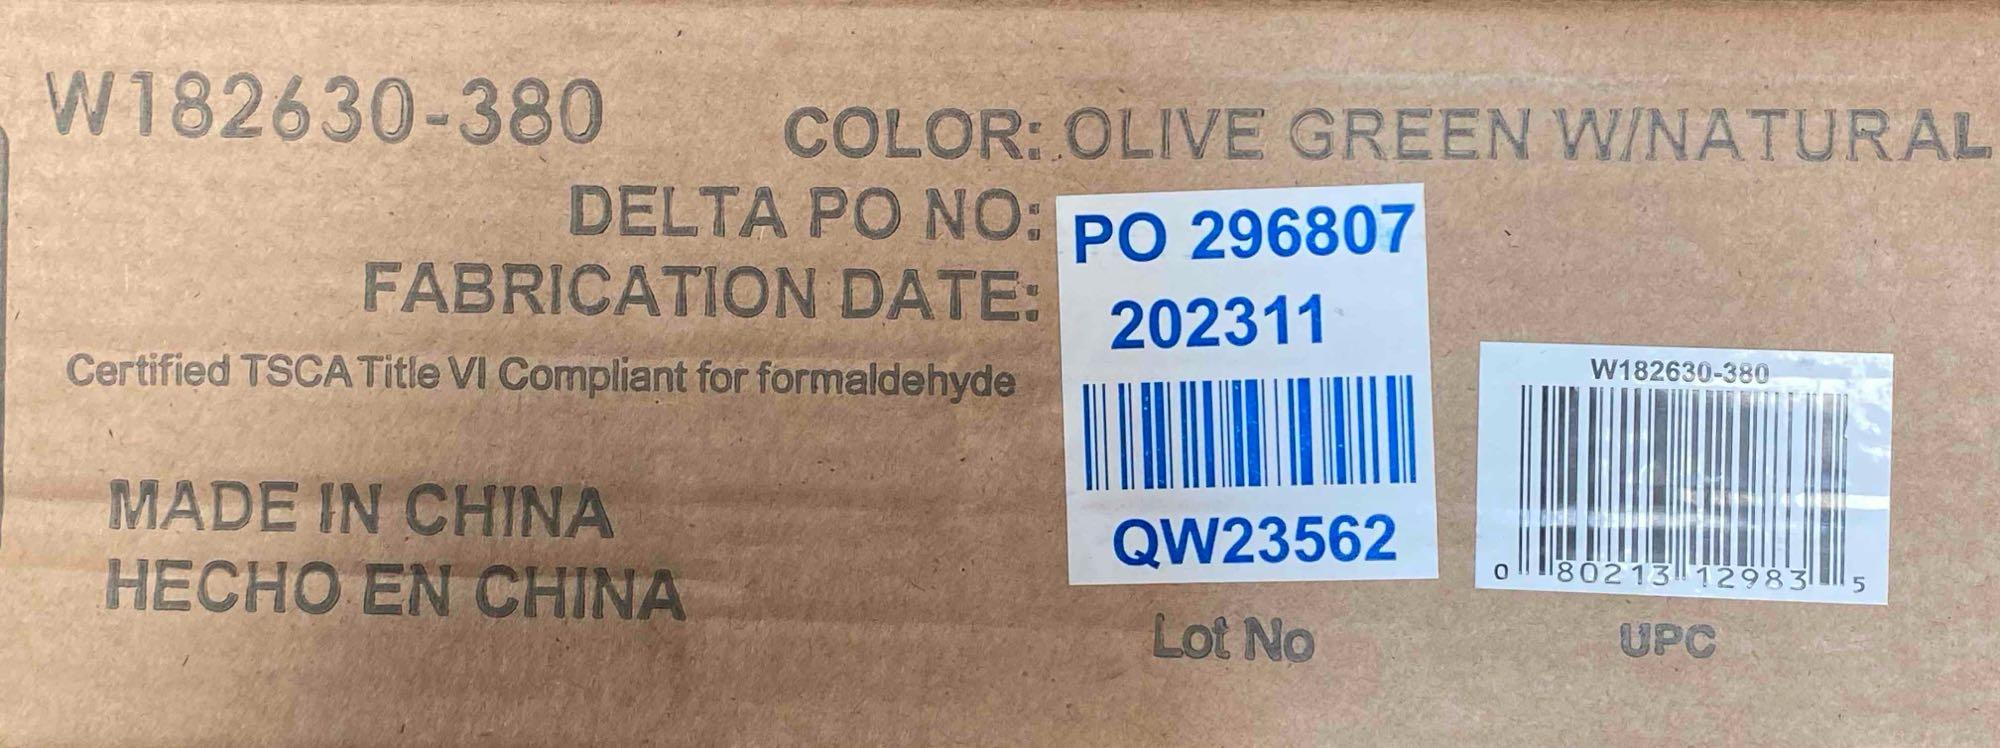 W182630-380
COLOR: OLIVE GREEN W/NATURAL
DELTA PO NO: PO 296807
FABRICATION DATE: 202311
Certified TSCA Title VI Compliant for formaldehyde
MADE IN CHINA
HECHO EN CHINA
QW23562
Lot No
W182630-380
0 80213 12983 5
UPC